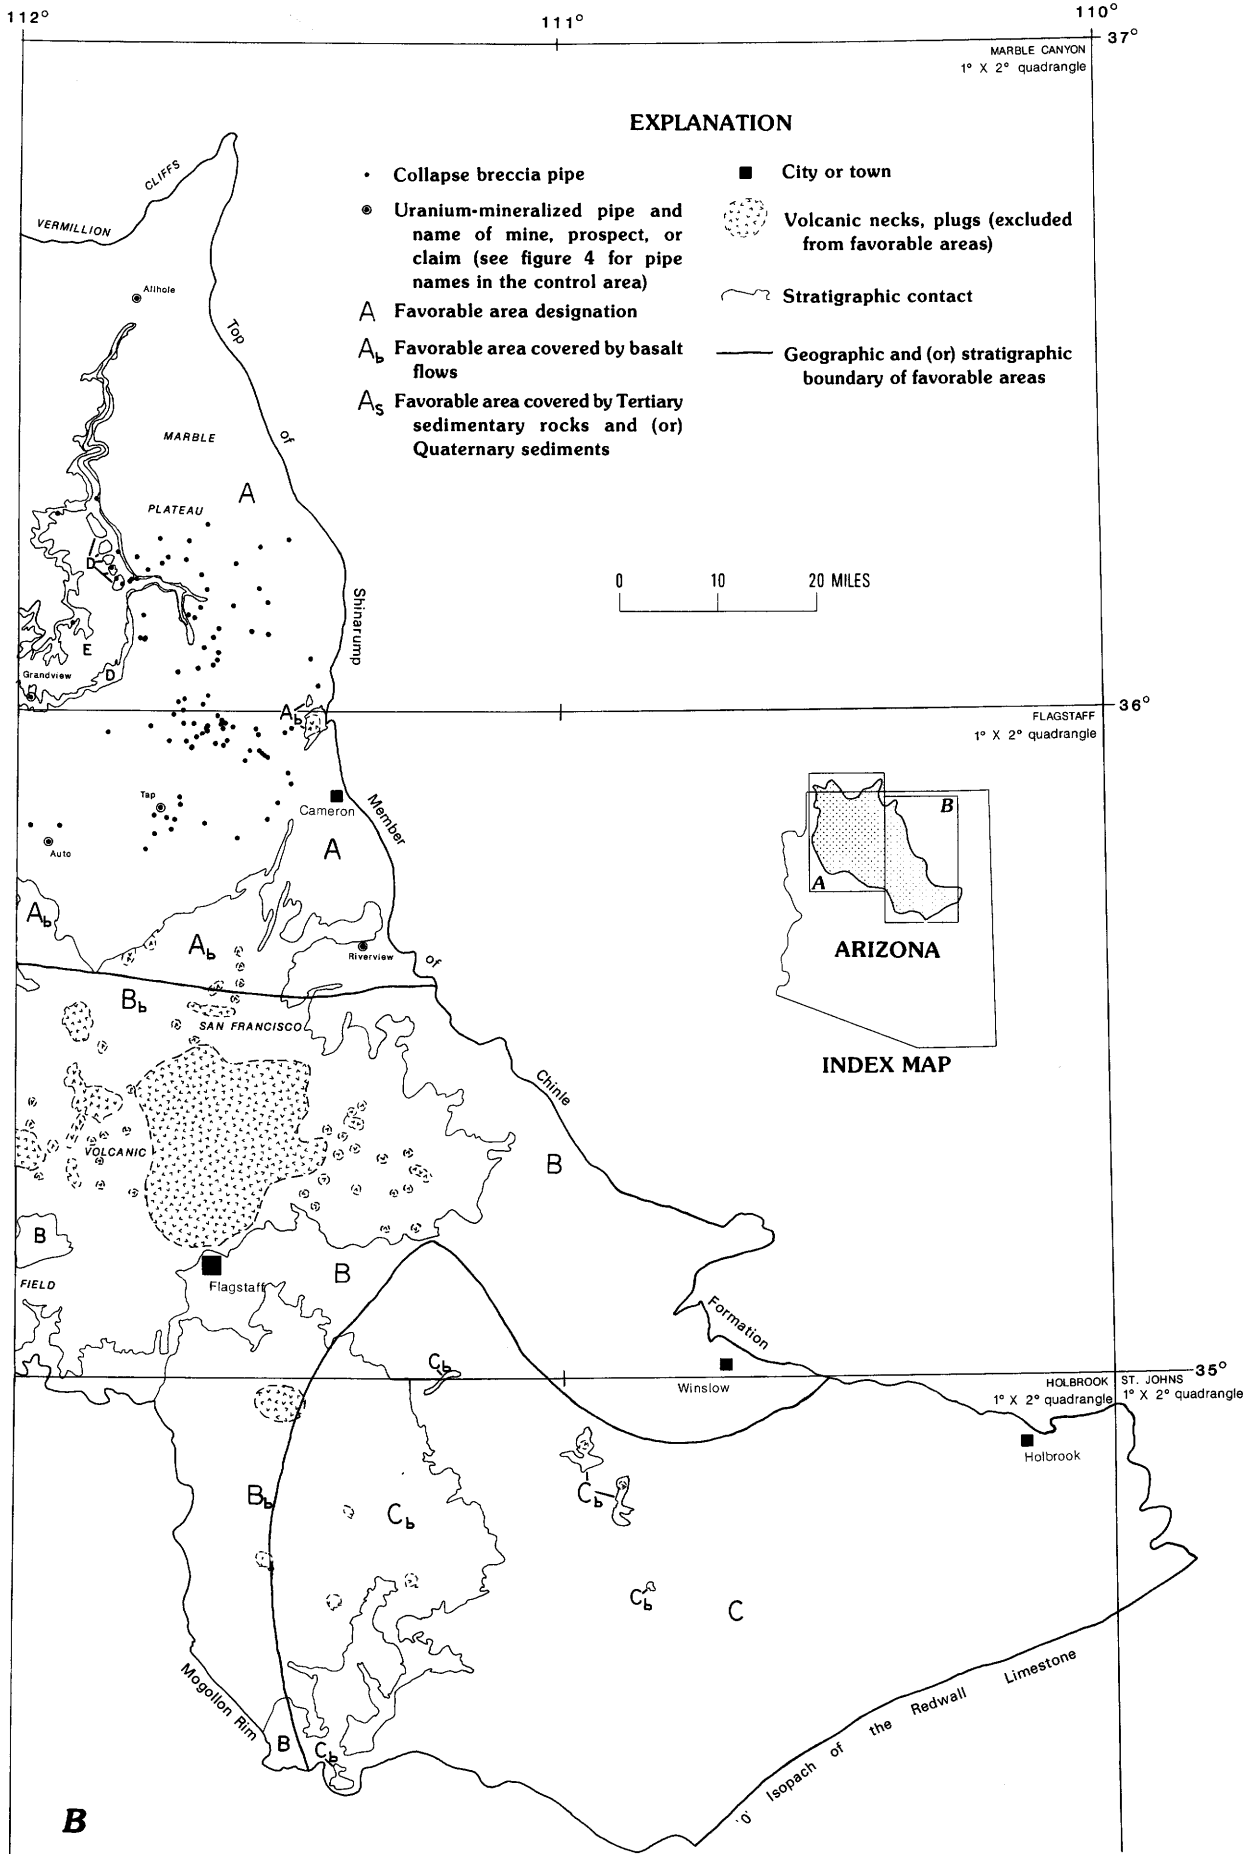 112°
111°
110°
37°
MARBLE CANYON
1° X 2° quadrangle
EXPLANATION
Collapse breccia pipe
Uranium-mineralized pipe and
name of mine, prospect, or
claim (see figure 4 for pipe
names in the control area)
A Favorable area designation
Ab Favorable area covered by basalt
flows
As Favorable area covered by Tertiary
sedimentary rocks and (or)
Quaternary sediments
City or town
Volcanic necks, plugs (excluded
from favorable areas)
Stratigraphic contact
Geographic and (or) stratigraphic
boundary of favorable areas
VERMILLION CLIFFS
Allhole
Top of Shinarump Member of Chinle Formation
MARBLE
A
PLATEAU
D
0 10 20 MILES
E
D
Grandview
Ab
36°
FLAGSTAFF
1° X 2° quadrangle
Tap
Cameron
Auto
A
B
A
ARIZONA
INDEX MAP
Ab
Ab
Riverview
Bb
SAN FRANCISCO
VOLCANIC
B
B
FIELD
Flagstaff
B
Cb
Winslow
35°
HOLBROOK
1° X 2° quadrangle
ST. JOHNS
1° X 2° quadrangle
Holbrook
Bb
Cb
Cb
Cb
C
Mogollon Rim
B
Cb
'0' Isopach of the Redwall Limestone
B